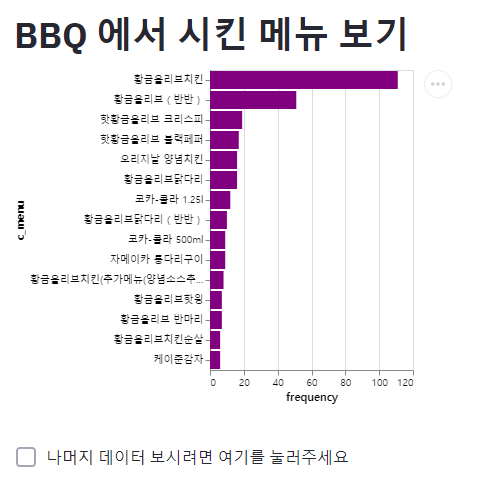 BBQ 에서 시킨 메뉴 보기
황금올리브치킨
황금올리브 ( 반반 )
핫황금올리브 크리스피
핫황금올리브 블랙페퍼
오리지날 양념치킨
황금올리브닭다리
코카-콜라 1.25l
황금올리브닭다리 ( 반반 )
코카-콜라 500ml
자메이카 통다리구이
황금올리브치킨(추가메뉴(양념소스추...
황금올리브핫윙
황금올리브 반마리
황금올리브치킨순살
케이준감자
c_menu
0 20 40 60 80 100 120
frequency
나머지 데이터 보시려면 여기를 눌러주세요